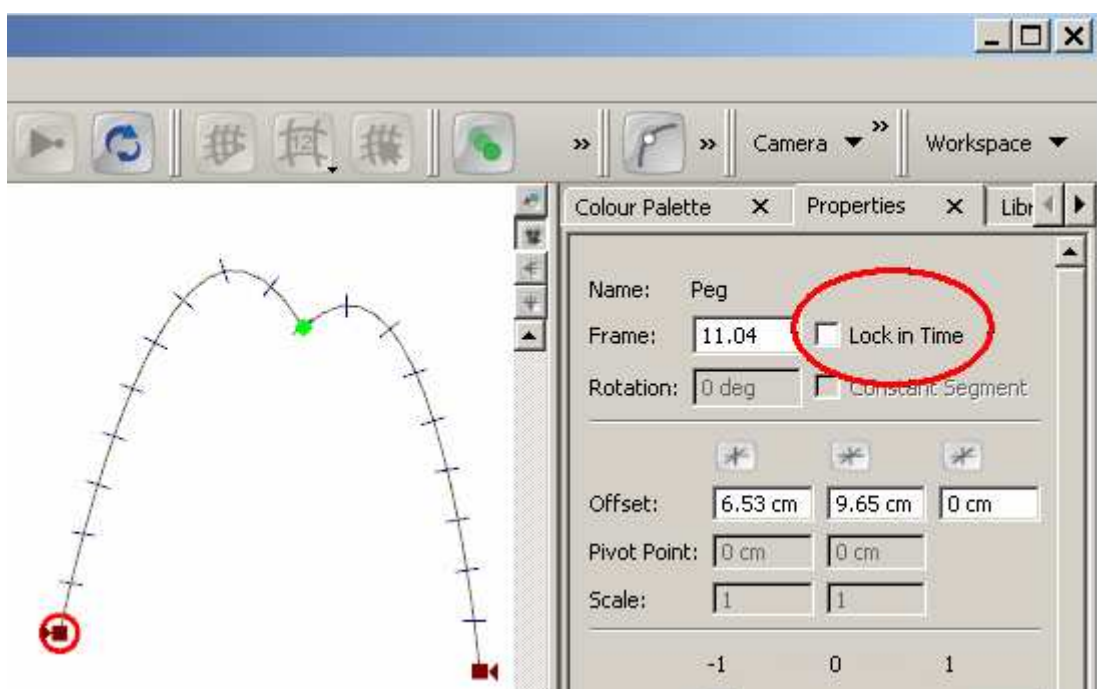 12
» » Camera » Workspace
Colour Palette Properties Libr
Name: Peg
Frame: 11.04 Lock in Time
Rotation: 0 deg Constant Segment
Offset: 6.53 cm 9.65 cm 0 cm
Pivot Point: 0 cm 0 cm
Scale: 1 1
-1 0 1